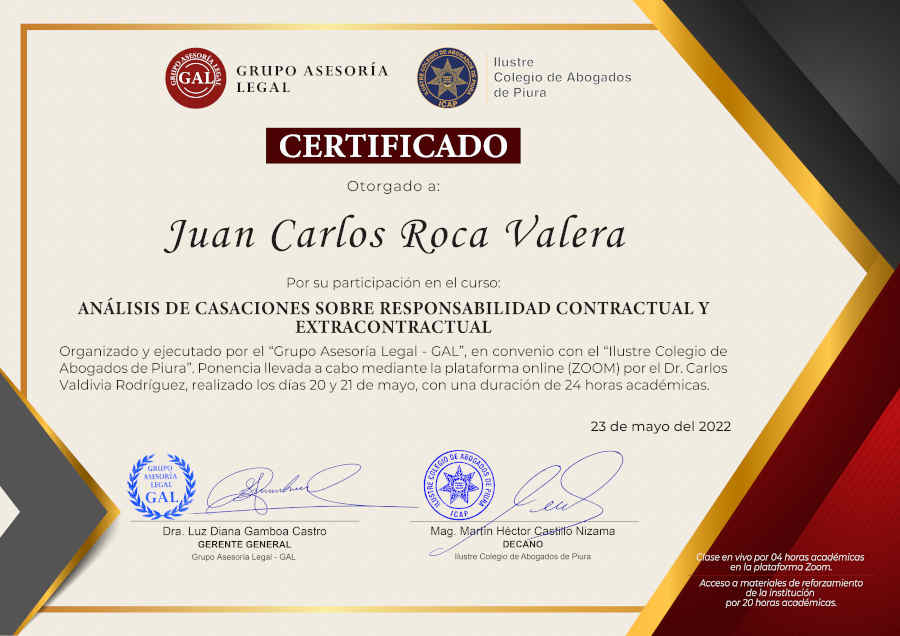 GRUPO ASESORÍA LEGAL
GAL
GRUPO ASESORÍA
LEGAL
ILUSTRE COLEGIO DE ABOGADOS DE PIURA
ICAP
Ilustre
Colegio de Abogados
de Piura
CERTIFICADO
Otorgado a:
Juan Carlos Roca Valera
Por su participación en el curso:
ANÁLISIS DE CASACIONES SOBRE RESPONSABILIDAD CONTRACTUAL Y
EXTRACONTRACTUAL
Organizado y ejecutado por el “Grupo Asesoría Legal - GAL”, en convenio con el “Ilustre Colegio de
Abogados de Piura”. Ponencia llevada a cabo mediante la plataforma online (ZOOM) por el Dr. Carlos
Valdivia Rodríguez, realizado los días 20 y 21 de mayo, con una duración de 24 horas académicas.
23 de mayo del 2022
GRUPO
ASESORÍA
LEGAL
GAL
ILUSTRE COLEGIO DE ABOGADOS DE PIURA
ICAP
Dra. Luz Diana Gamboa Castro
GERENTE GENERAL
Grupo Asesoría Legal - GAL
Mag. Martín Héctor Castillo Nizama
DECANO
Ilustre Colegio de Abogados de Piura
Clase en vivo por 04 horas académicas
en la plataforma Zoom.
Acceso a materiales de reforzamiento
de la institución
por 20 horas académicas.